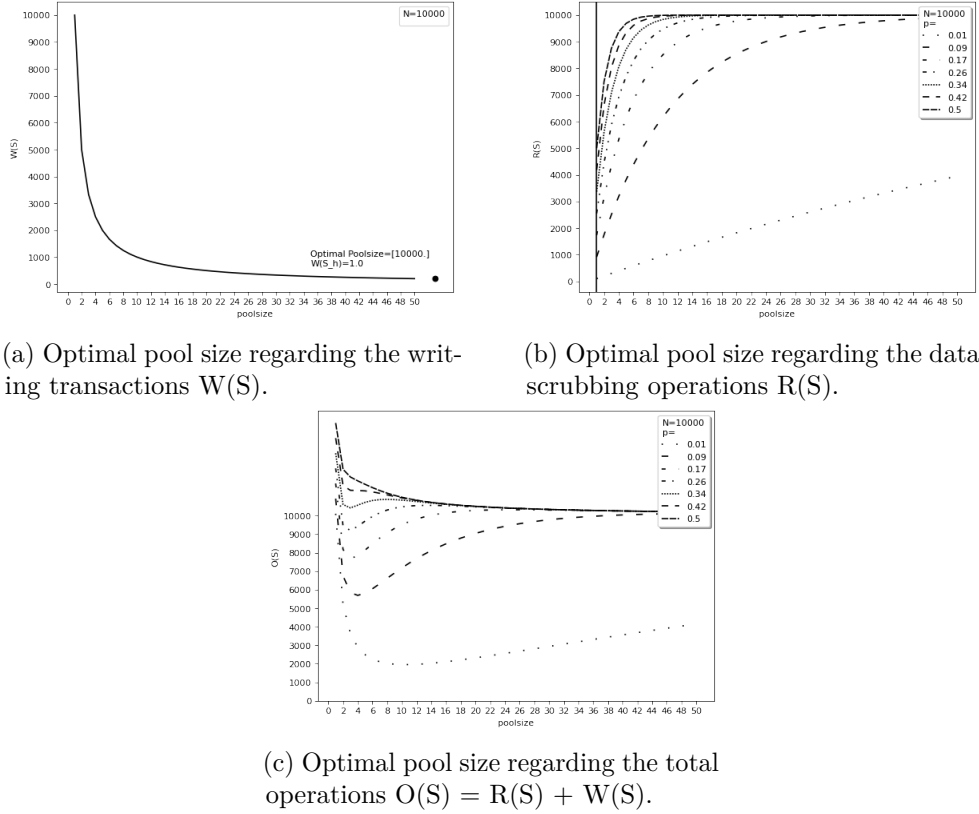 N=10000
10000
9000
8000
7000
6000
5000
4000
3000
2000
1000
0
W(S)
Optimal Poolsize=[10000.]
W(S_h)=1.0
0 2 4 6 8 10 12 14 16 18 20 22 24 26 28 30 32 34 36 38 40 42 44 46 48 50
poolsize
(a) Optimal pool size regarding the writ-
ing transactions W(S).
N=10000
p=
0.01
0.09
0.17
0.26
0.34
0.42
0.5
10000
9000
8000
7000
6000
5000
4000
3000
2000
1000
0
R(S)
0 2 4 6 8 10 12 14 16 18 20 22 24 26 28 30 32 34 36 38 40 42 44 46 48 50
poolsize
(b) Optimal pool size regarding the data
scrubbing operations R(S).
N=10000
p=
0.01
0.09
0.17
0.26
0.34
0.42
0.5
10000
9000
8000
7000
6000
5000
4000
3000
2000
1000
0
O(S)
0 2 4 6 8 10 12 14 16 18 20 22 24 26 28 30 32 34 36 38 40 42 44 46 48 50
poolsize
(c) Optimal pool size regarding the total
operations O(S) = R(S) + W(S).